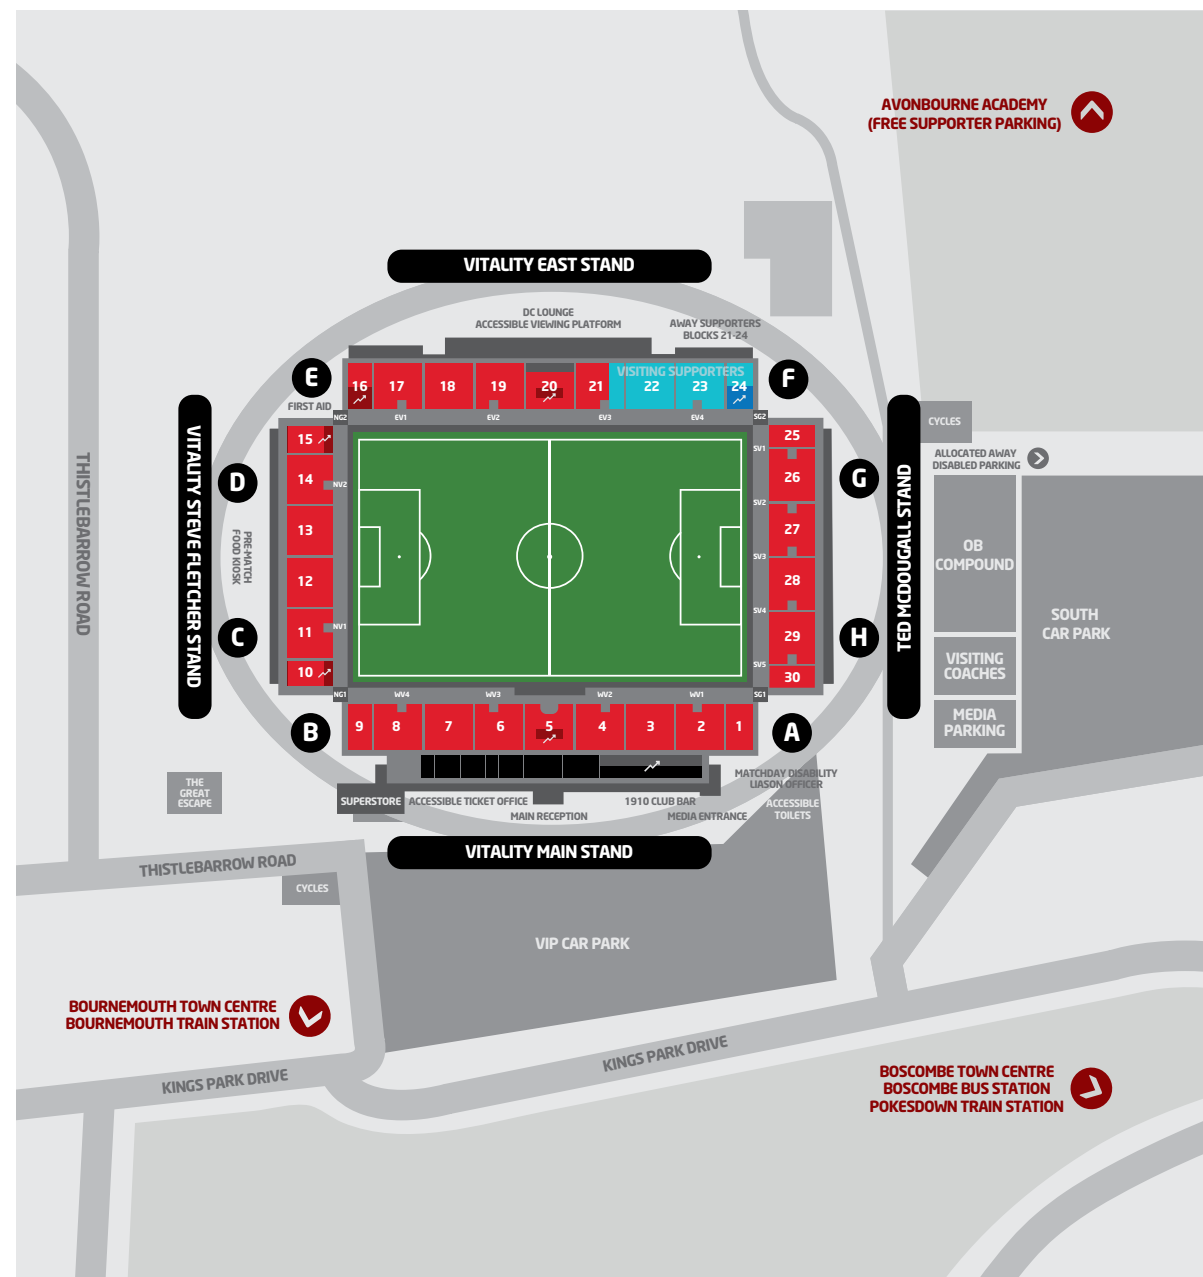 AVONBOURNE ACADEMY
(FREE SUPPORTER PARKING)
VITALITY EAST STAND
DC LOUNGE
ACCESSIBLE VIEWING PLATFORM
AWAY SUPPORTERS
BLOCKS 21-24
E
F
VISITING SUPPORTERS
16
17
18
19
20
21
22
23
24
FIRST AID
NG2
EV1
EV2
EV3
EV4
SG2
CYCLES
15
14
13
12
11
10
NV2
NV1
25
26
27
28
29
30
SV1
SV2
SV3
SV4
SV5
D
C
G
H
VITALITY STEVE FLETCHER STAND
TED MCDOUGALL STAND
THISTLEBARROW ROAD
PRE-MATCH
FOOD KIOSK
ALLOCATED AWAY
DISABLED PARKING
OB
COMPOUND
SOUTH
CAR PARK
VISITING
COACHES
MEDIA
PARKING
NG1
WV4
WV3
WV2
WV1
SG1
B
A
9
8
7
6
5
4
3
2
1
THE
GREAT
ESCAPE
SUPERSTORE
ACCESSIBLE TICKET OFFICE
MAIN RECEPTION
1910 CLUB BAR
MEDIA ENTRANCE
MATCHDAY DISABILITY
LIASON OFFICER
ACCESSIBLE
TOILETS
VITALITY MAIN STAND
THISTLEBARROW ROAD
CYCLES
VIP CAR PARK
BOURNEMOUTH TOWN CENTRE
BOURNEMOUTH TRAIN STATION
KINGS PARK DRIVE
KINGS PARK DRIVE
BOSCOMBE TOWN CENTRE
BOSCOMBE BUS STATION
POKESDOWN TRAIN STATION